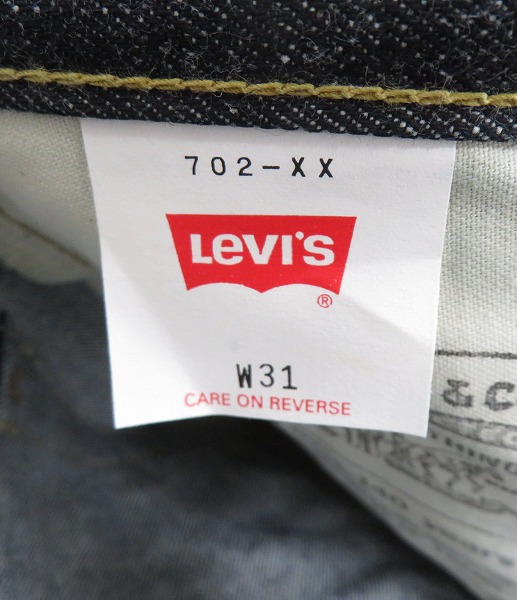 702-XX
LEVI'S
®
W31
CARE ON REVERSE
& C